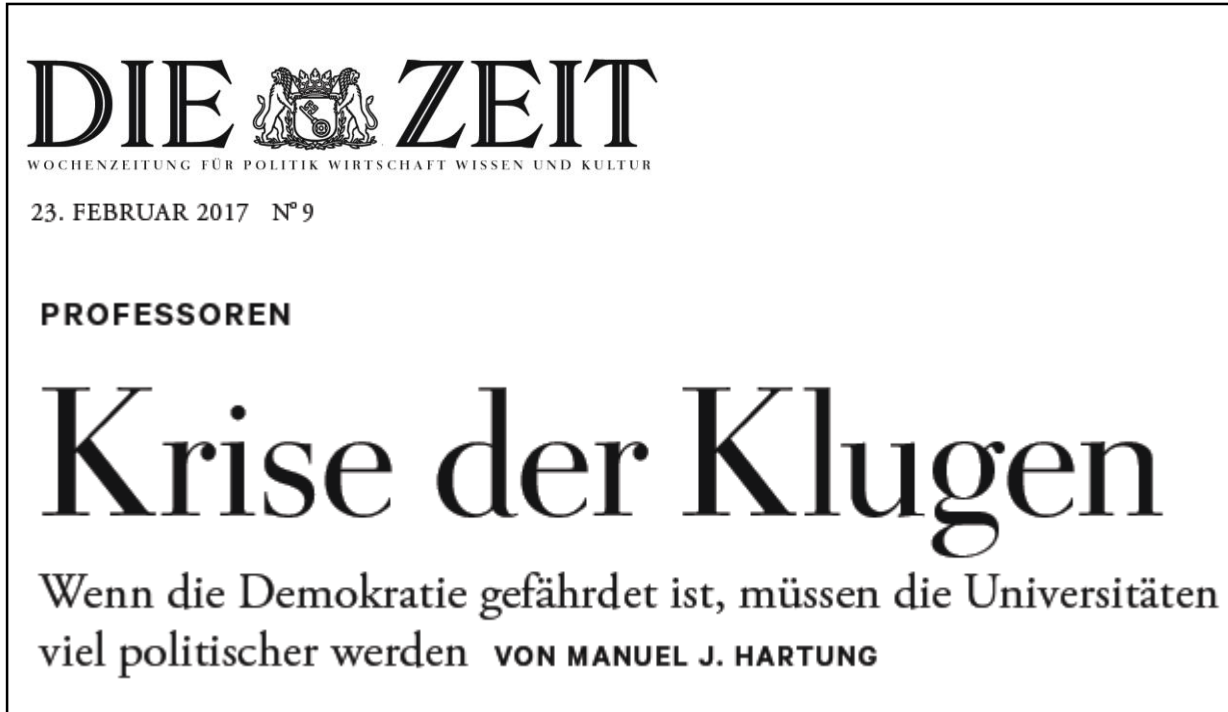 DIE ZEIT
WOCHENZEITUNG FÜR POLITIK WIRTSCHAFT WISSEN UND KULTUR
23. FEBRUAR 2017 N° 9
PROFESSOREN
Krise der Klugen
Wenn die Demokratie gefährdet ist, müssen die Universitäten
viel politischer werden VON MANUEL J. HARTUNG